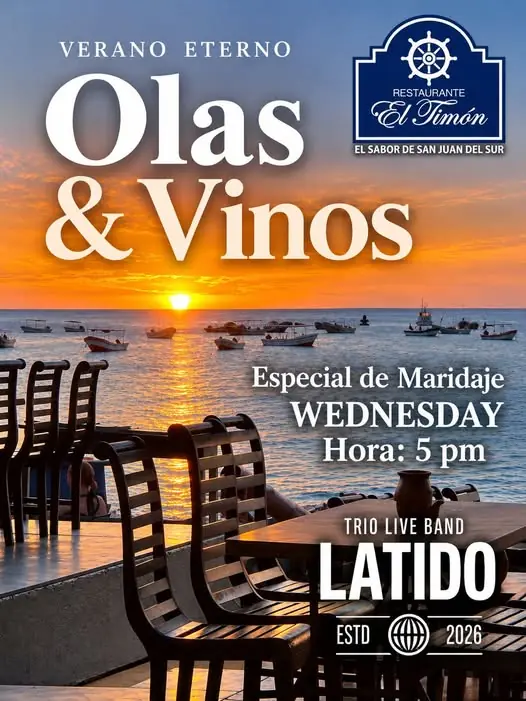 VERANO ETERNO
Olas
& Vinos
RESTAURANTE
El Timón
EL SABOR DE SAN JUAN DEL SUR
Especial de Maridaje
WEDNESDAY
Hora: 5 pm
TRIO LIVE BAND
LATIDO
ESTD 2026